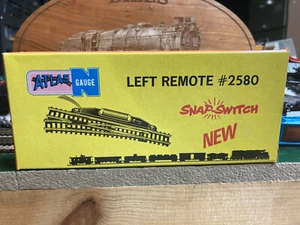 ATLAS
N
GAUGE
LEFT REMOTE #2580
SNAP-SWITCH
NEW